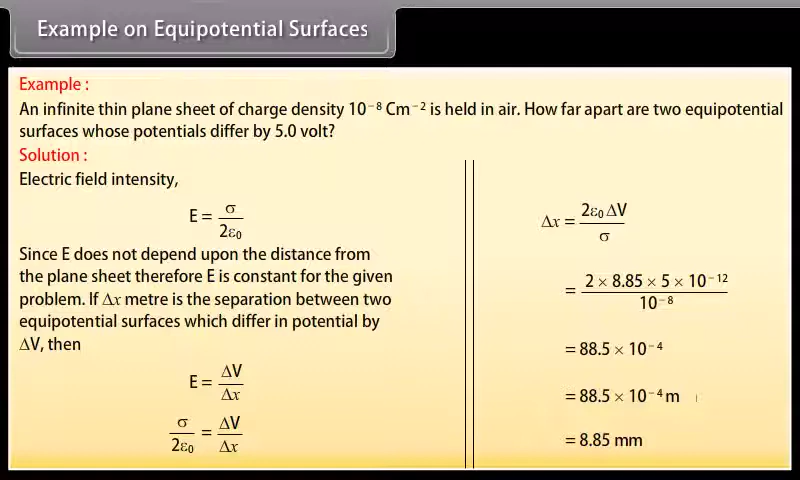 Example on Equipotential Surfaces
Example :
An infinite thin plane sheet of charge density 10⁻⁸ Cm⁻² is held in air. How far apart are two equipotential
surfaces whose potentials differ by 5.0 volt?
Solution :
Electric field intensity,
E = σ / 2ε₀
Since E does not depend upon the distance from
the plane sheet therefore E is constant for the given
problem. If Δx metre is the separation between two
equipotential surfaces which differ in potential by
ΔV, then
E = ΔV / Δx
σ / 2ε₀ = ΔV / Δx
Δx = 2ε₀ ΔV / σ
= 2 × 8.85 × 5 × 10⁻¹² / 10⁻⁸
= 88.5 × 10⁻⁴
= 88.5 × 10⁻⁴ m
= 8.85 mm